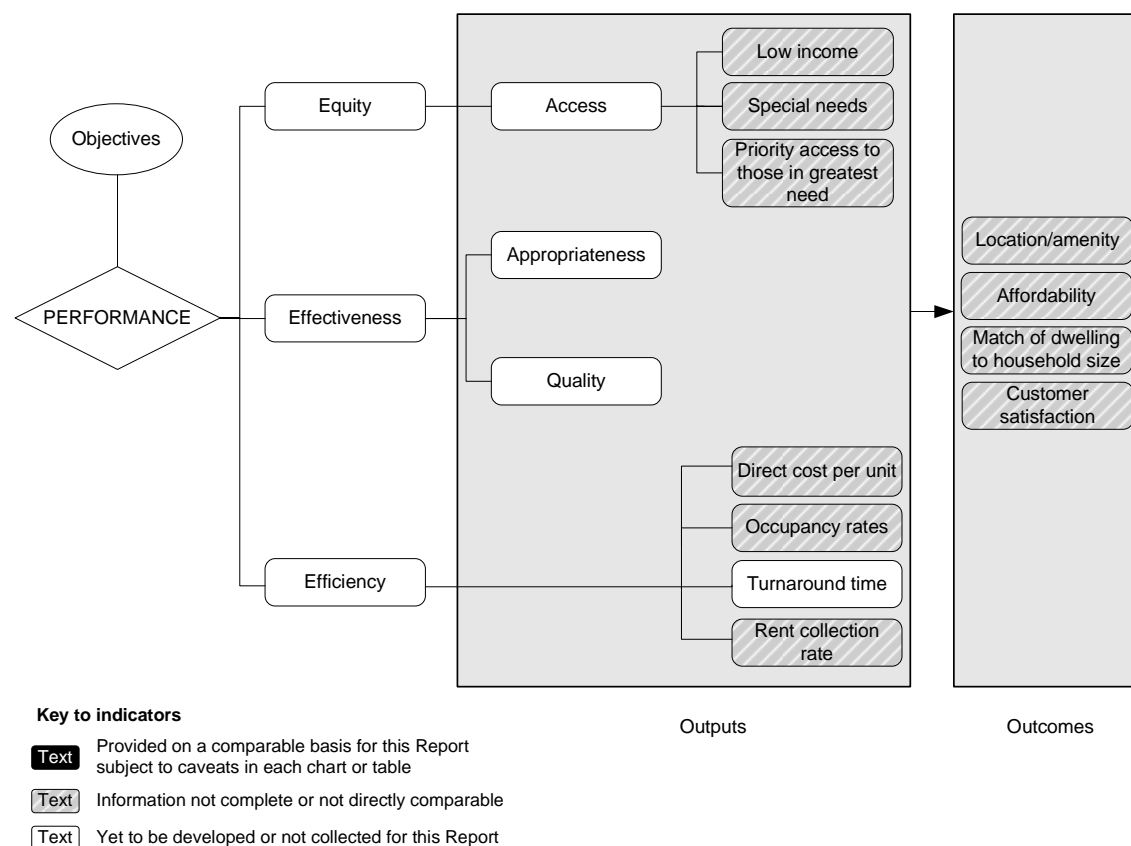 Objectives
PERFORMANCE
Equity
Effectiveness
Efficiency
Access
Appropriateness
Quality
Low income
Special needs
Priority access to
those in greatest
need
Direct cost per unit
Occupancy rates
Turnaround time
Rent collection
rate
Location/amenity
Affordability
Match of dwelling
to household size
Customer
satisfaction
Outputs
Outcomes
Key to indicators
Text Provided on a comparable basis for this Report
subject to caveats in each chart or table
Text Information not complete or not directly comparable
Text Yet to be developed or not collected for this Report